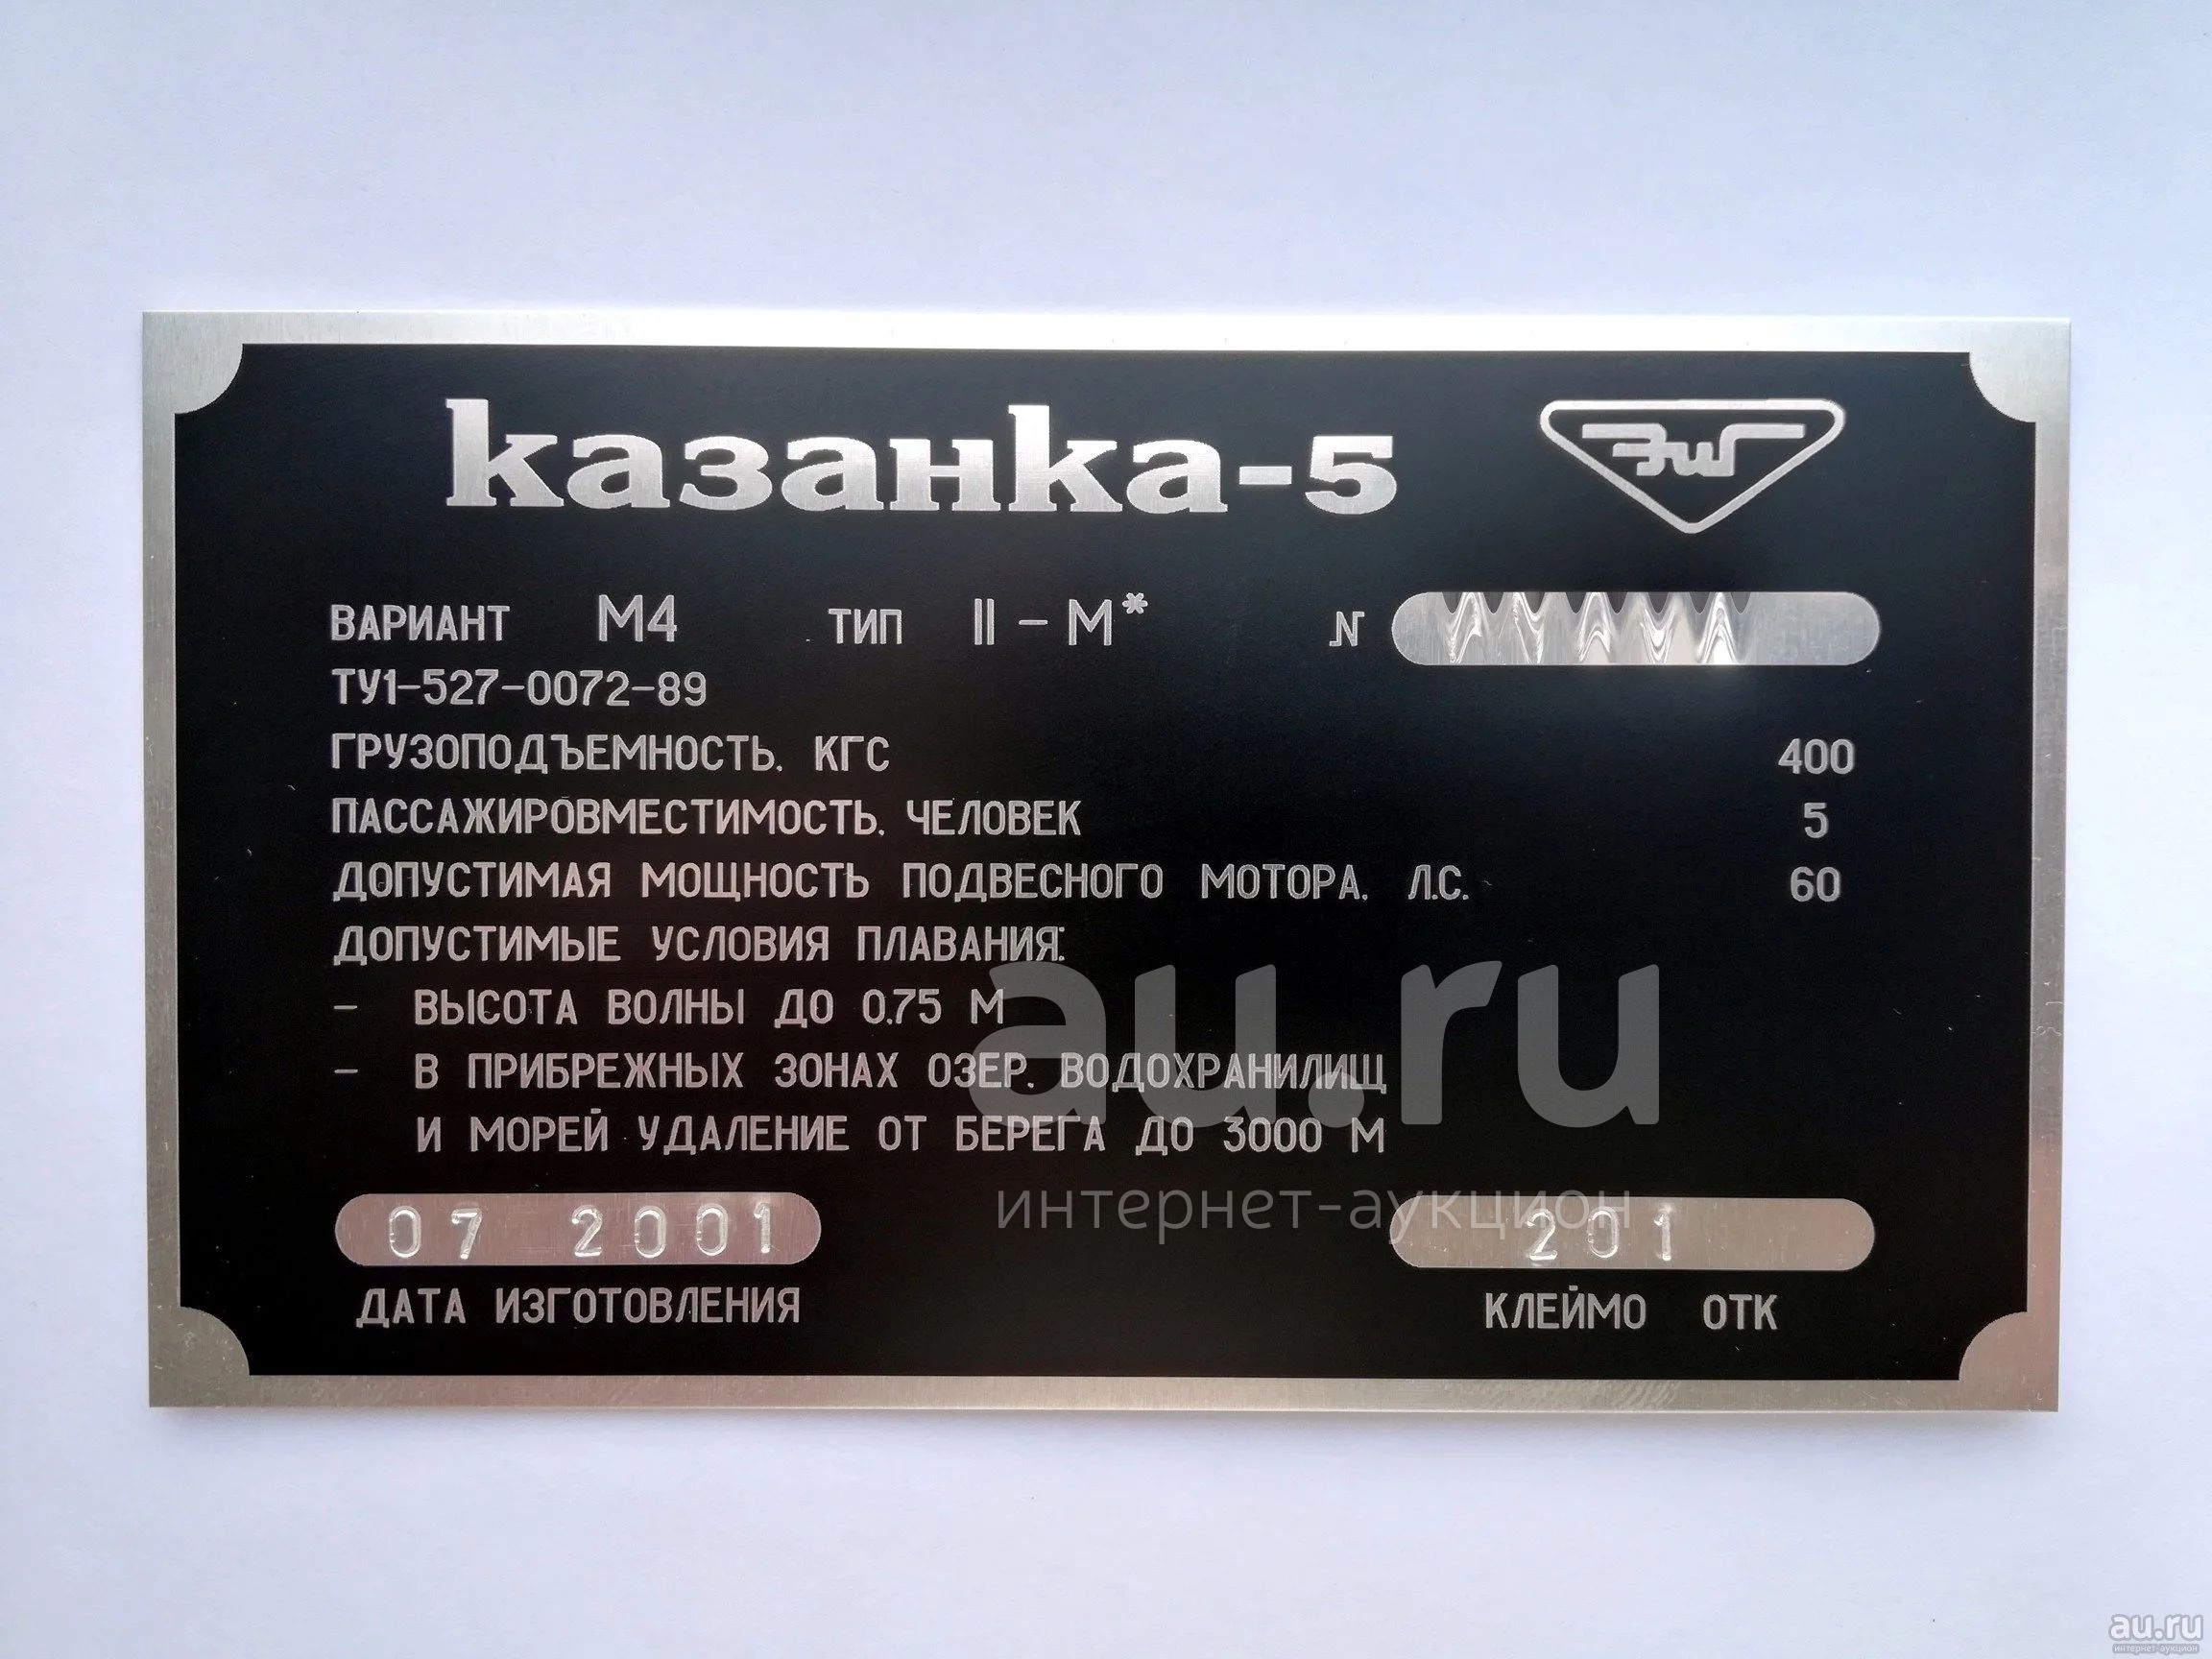 казанка-5
ВАРИАНТ М4 ТИП II – М* N
ТУ1-527-0072-89
ГРУЗОПОДЪЕМНОСТЬ, КГС 400
ПАССАЖИРОВМЕСТИМОСТЬ, ЧЕЛОВЕК 5
ДОПУСТИМАЯ МОЩНОСТЬ ПОДВЕСНОГО МОТОРА, Л.С. 60
ДОПУСТИМЫЕ УСЛОВИЯ ПЛАВАНИЯ:
– ВЫСОТА ВОЛНЫ ДО 0,75 М
– В ПРИБРЕЖНЫХ ЗОНАХ ОЗЕР, ВОДОХРАНИЛИЩ
И МОРЕЙ УДАЛЕНИЕ ОТ БЕРЕГА ДО 3000 М
au.ru
интернет-аукцион
07 2001 201
ДАТА ИЗГОТОВЛЕНИЯ КЛЕЙМО ОТК
au.ru
интернет-аукцион